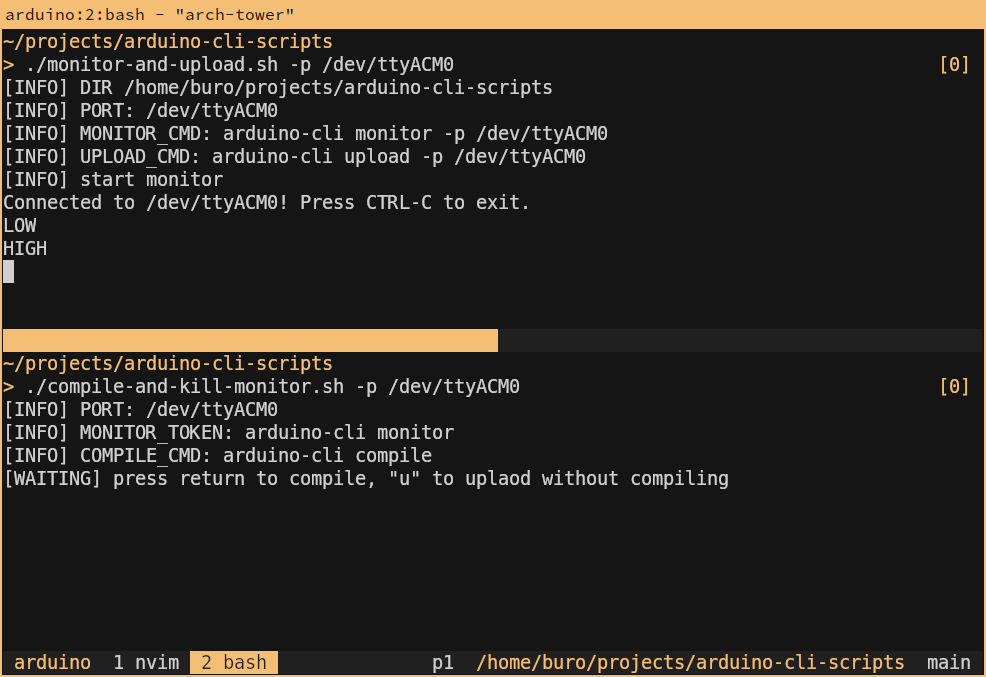 arduino:2:bash - "arch-tower"
~/projects/arduino-cli-scripts
> ./monitor-and-upload.sh -p /dev/ttyACM0 [0]
[INFO] DIR /home/buro/projects/arduino-cli-scripts
[INFO] PORT: /dev/ttyACM0
[INFO] MONITOR_CMD: arduino-cli monitor -p /dev/ttyACM0
[INFO] UPLOAD_CMD: arduino-cli upload -p /dev/ttyACM0
[INFO] start monitor
Connected to /dev/ttyACM0! Press CTRL-C to exit.
LOW
HIGH
~/projects/arduino-cli-scripts
> ./compile-and-kill-monitor.sh -p /dev/ttyACM0 [0]
[INFO] PORT: /dev/ttyACM0
[INFO] MONITOR_TOKEN: arduino-cli monitor
[INFO] COMPILE_CMD: arduino-cli compile
[WAITING] press return to compile, "u" to uplaod without compiling
arduino 1 nvim 2 bash p1 /home/buro/projects/arduino-cli-scripts main